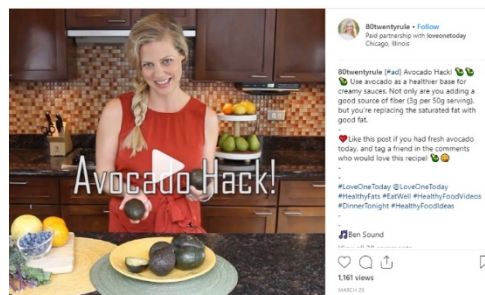 80twentyrule • Follow
Paid partnership with loveonetoday
Chicago, Illinois
80twentyrule {#ad} Avocado Hack! 🥑🥑
🥑 Use avocado as a healthier base for
creamy sauces. Not only are you adding a
good source of fiber (3g per 50g serving),
but you're replacing the saturated fat with
good fat.
-
❤️Like this post if you had fresh avocado
today, and tag a friend in the comments
who would love this recipe! 🥑😋
-
-
#LoveOneToday @LoveOneToday
#HealthyFats #EatWell #HealthyFoodVideos
#DinnerTonight #HealthyFoodIdeas
-
-
🎵Ben Sound
1,161 views
MARCH 28
Avocado Hack!